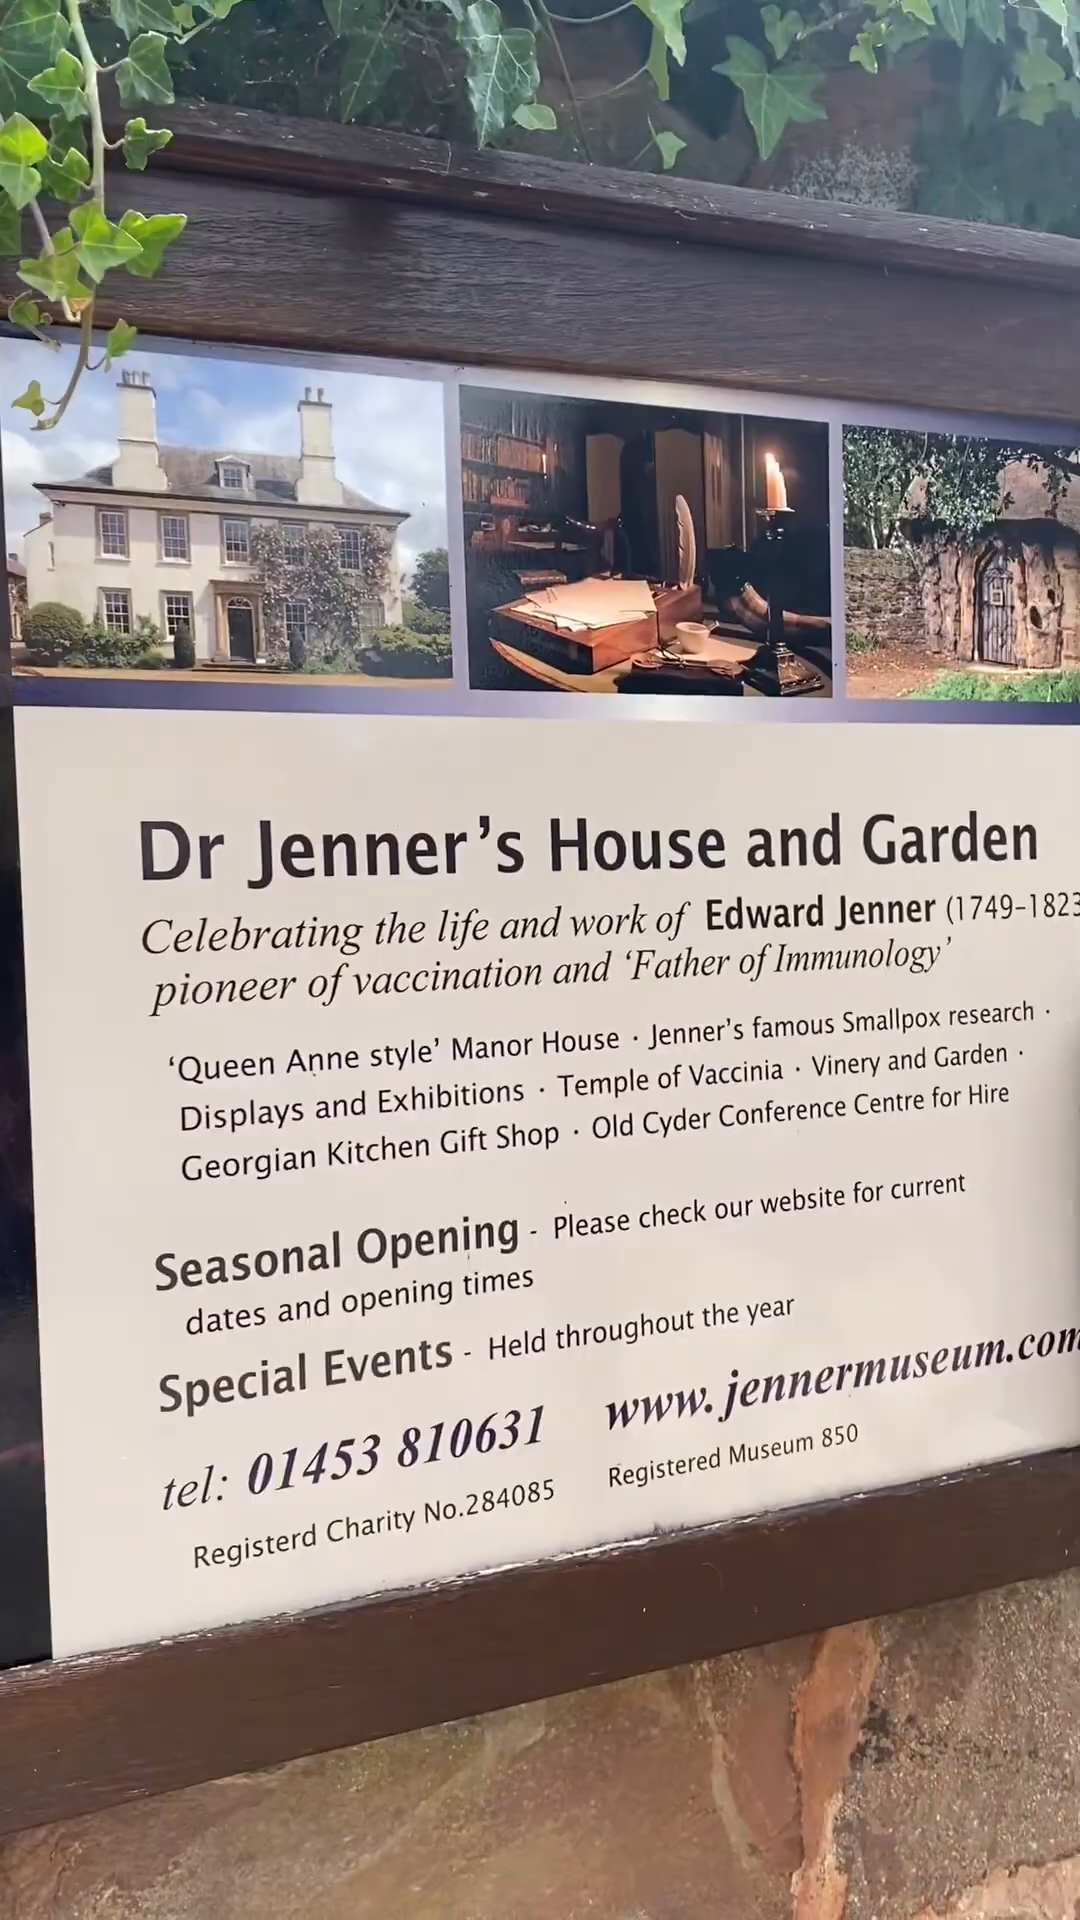 Dr Jenner's House and Garden
Celebrating the life and work of Edward Jenner (1749-1823
pioneer of vaccination and 'Father of Immunology'
'Queen Anne style' Manor House · Jenner's famous Smallpox research ·
Displays and Exhibitions · Temple of Vaccinia · Vinery and Garden ·
Georgian Kitchen Gift Shop · Old Cyder Conference Centre for Hire
Seasonal Opening - Please check our website for current
dates and opening times
Special Events - Held throughout the year
tel: 01453 810631 www.jennermuseum.com
Registerd Charity No.284085 Registered Museum 850